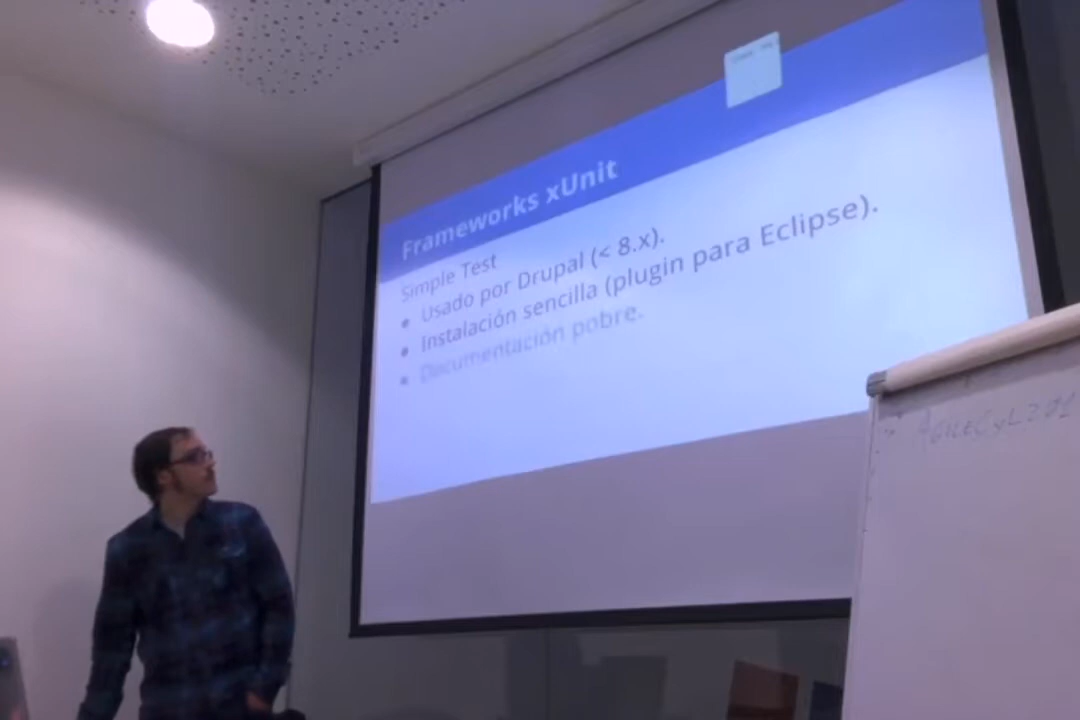 Frameworks xUnit
Simple Test
• Usado por Drupal (< 8.x).
• Instalación sencilla (plugin para Eclipse).
• Documentación pobre.